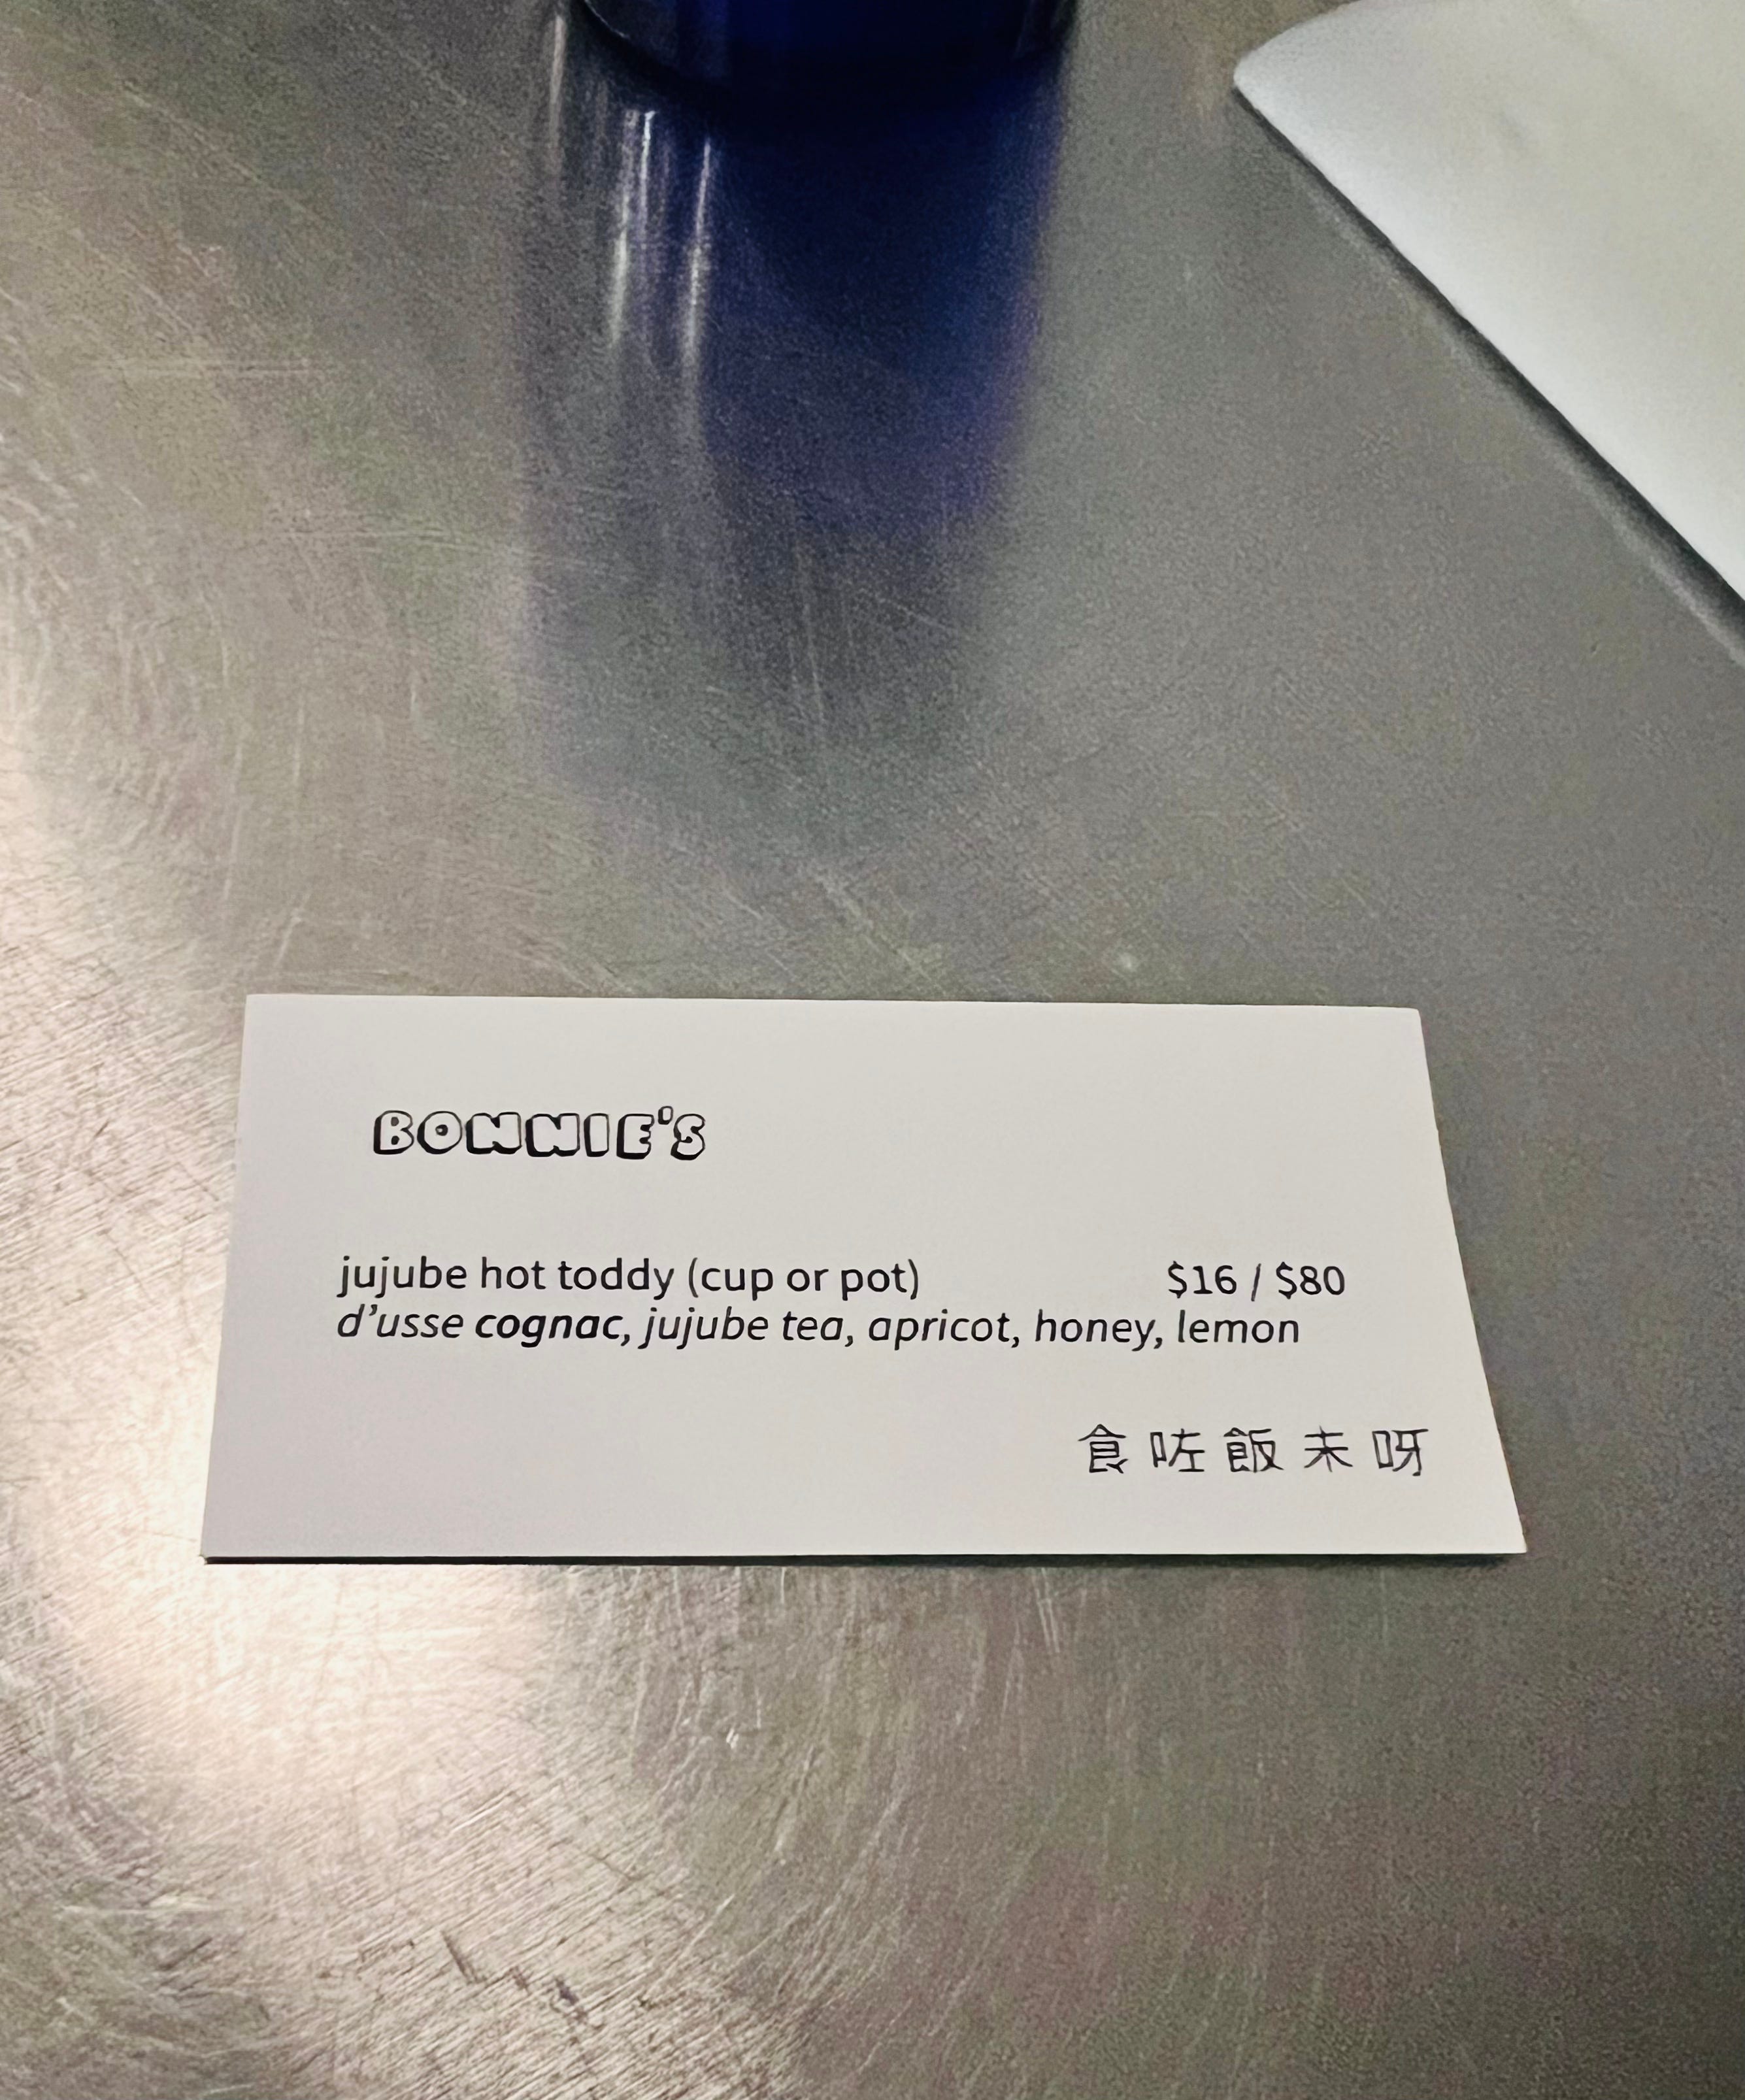 BONNIE'S
jujube hot toddy (cup or pot) $16 / $80
d'usse cognac, jujube tea, apricot, honey, lemon
食咗飯未呀